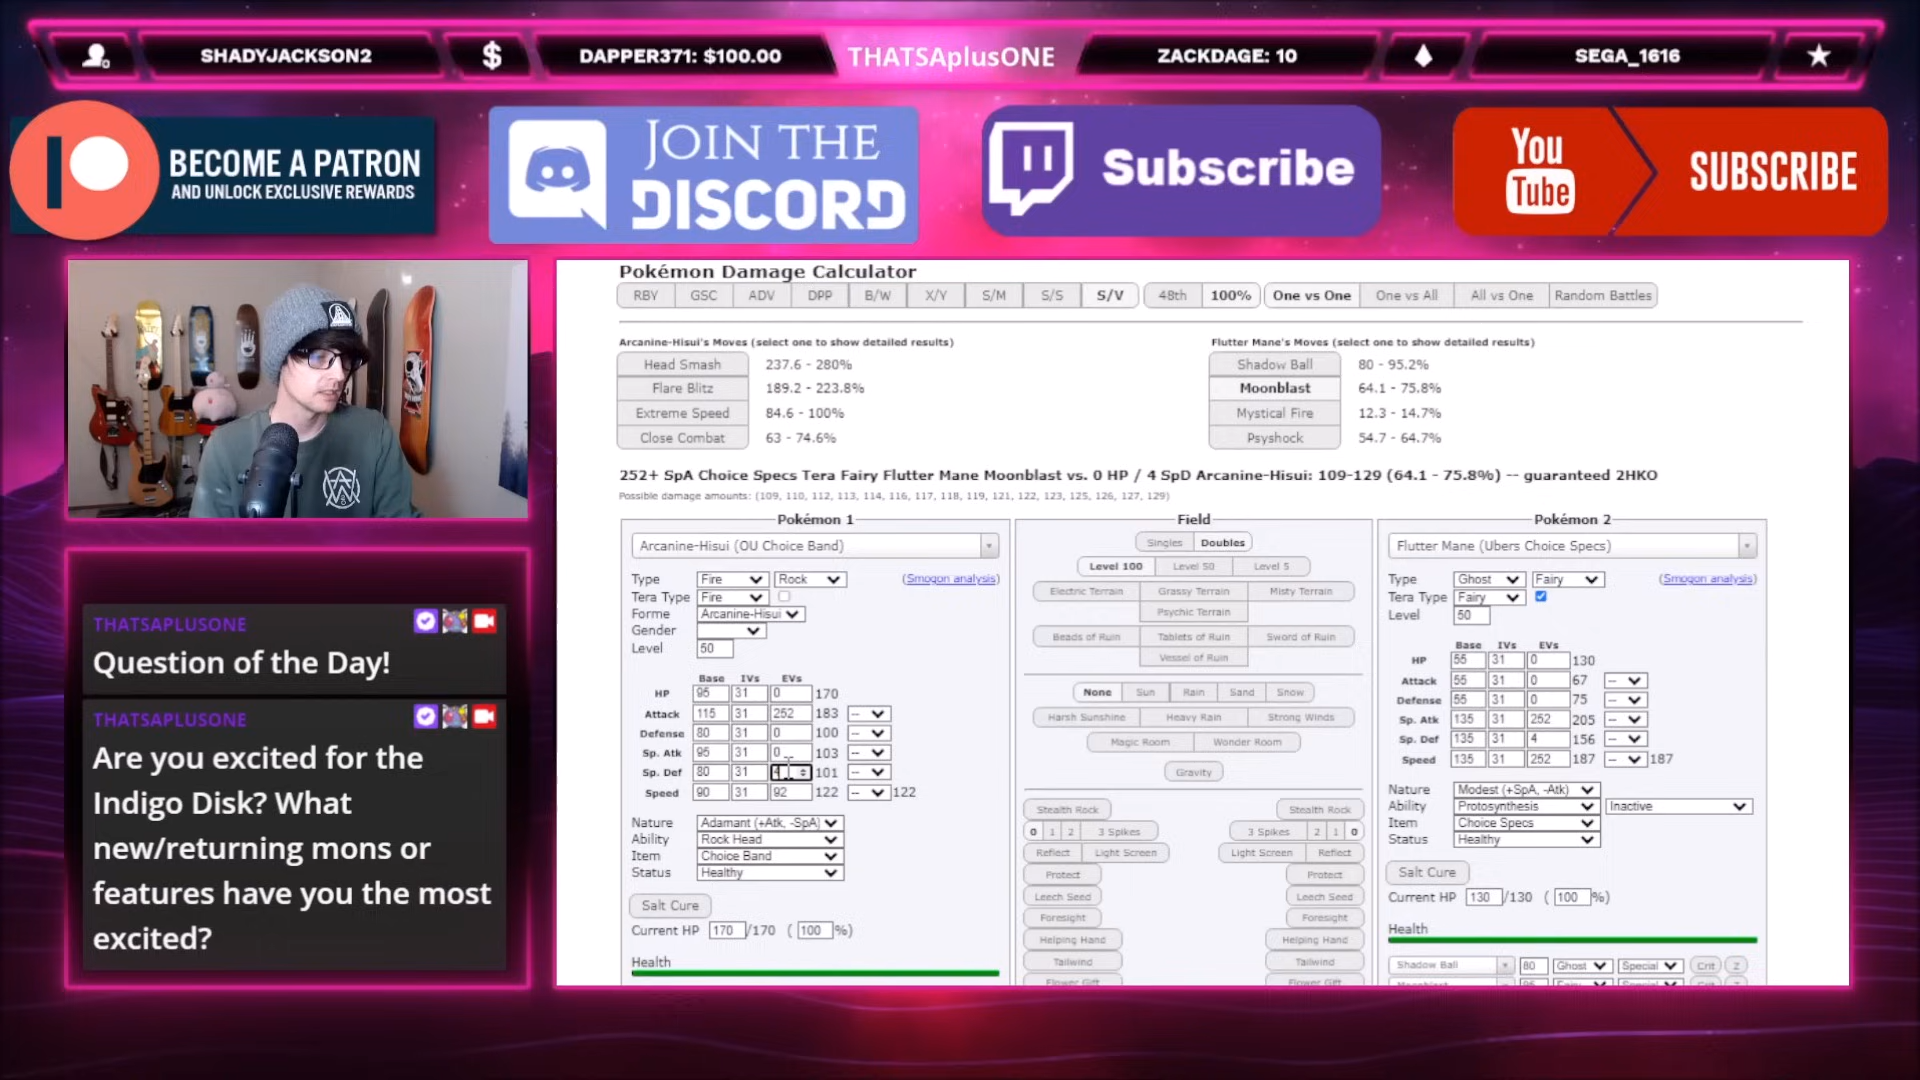 SHADYJACKSON2
$
DAPPER371: $100.00
THATSAplusONE
ZACKDAGE: 10
SEGA_1616
BECOME A PATRON
AND UNLOCK EXCLUSIVE REWARDS
JOIN THE
DISCORD
Subscribe
You
Tube
SUBSCRIBE
Pokémon Damage Calculator
RBY GSC ADV DPP B/W X/Y S/M S/S S/V 48th 100% One vs One One vs All All vs One Random Battles
Arcanine-Hisui's Moves (select one to show detailed results)
Head Smash 237.6 - 280%
Flare Blitz 189.2 - 223.8%
Extreme Speed 84.6 - 100%
Close Combat 63 - 74.6%
Flutter Mane's Moves (select one to show detailed results)
Shadow Ball 80 - 95.2%
Moonblast 64.1 - 75.8%
Mystical Fire 12.3 - 14.7%
Psyshock 54.7 - 64.7%
252+ SpA Choice Specs Tera Fairy Flutter Mane Moonblast vs. 0 HP / 4 SpD Arcanine-Hisui: 109-129 (64.1 - 75.8%) -- guaranteed 2HKO
Possible damage amounts: (109, 110, 112, 113, 114, 116, 117, 118, 119, 121, 122, 123, 125, 126, 127, 129)
Pokémon 1
Arcanine-Hisui (OU Choice Band)
Type Fire Rock (Smogon analysis)
Tera Type Fire
Forme Arcanine-Hisui
Gender
Level 50
Base IVs EVs
HP 95 31 0 170
Attack 115 31 252 183 --
Defense 80 31 0 100 --
Sp. Atk 95 31 0 103 --
Sp. Def 80 31 4 101 --
Speed 90 31 92 122 -- 122
Nature Adamant (+Atk, -SpA)
Ability Rock Head
Item Choice Band
Status Healthy
Salt Cure
Current HP 170 /170 ( 100 %)
Health
Field
Singles Doubles
Level 100 Level 50 Level 5
Electric Terrain Grassy Terrain Misty Terrain
Psychic Terrain
Beads of Ruin Tablets of Ruin Sword of Ruin
Vessel of Ruin
None Sun Rain Sand Snow
Harsh Sunshine Heavy Rain Strong Winds
Magic Room Wonder Room
Gravity
Stealth Rock Stealth Rock
0 1 2 3 Spikes 3 Spikes 2 1 0
Reflect Light Screen Light Screen Reflect
Protect Protect
Leech Seed Leech Seed
Foresight Foresight
Helping Hand Helping Hand
Tailwind Tailwind
Flower Gift Flower Gift
Pokémon 2
Flutter Mane (Ubers Choice Specs)
Type Ghost Fairy (Smogon analysis)
Tera Type Fairy
Level 50
Base IVs EVs
HP 55 31 0 130
Attack 55 31 0 67 --
Defense 55 31 0 75 --
Sp. Atk 135 31 252 205 --
Sp. Def 135 31 4 156 --
Speed 135 31 252 187 -- 187
Nature Modest (+SpA, -Atk)
Ability Protosynthesis Inactive
Item Choice Specs
Status Healthy
Salt Cure
Current HP 130 /130 ( 100 %)
Health
Shadow Ball 80 Ghost Special Crit Z
THATSAPLUSONE
Question of the Day!
THATSAPLUSONE
Are you excited for the
Indigo Disk? What
new/returning mons or
features have you the most
excited?